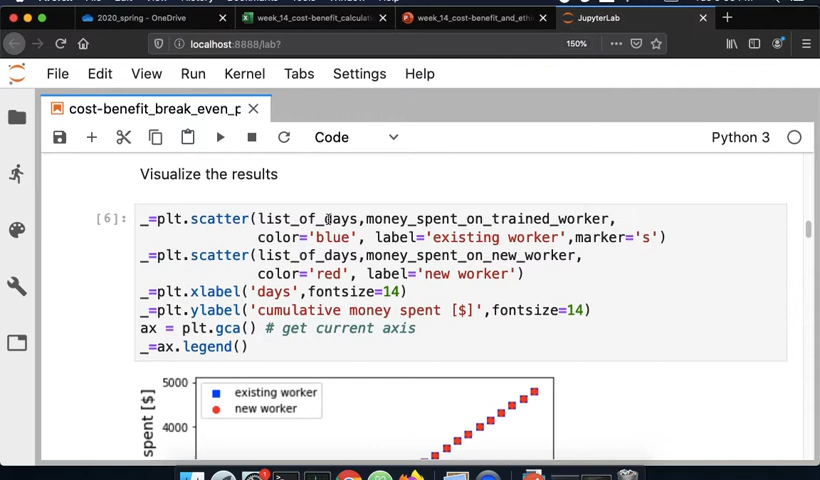 2020_spring - OneDrive
week_14_cost-benefit_calculati
week_14_cost-benefit_and_eth
JupyterLab
localhost:8888/lab?
150%
File Edit View Run Kernel Tabs Settings Help
cost-benefit_break_even_p
Code
Python 3
Visualize the results
[6]:
_=plt.scatter(list_of_days,money_spent_on_trained_worker,
color='blue', label='existing worker',marker='s')
_=plt.scatter(list_of_days,money_spent_on_new_worker,
color='red', label='new worker')
_=plt.xlabel('days',fontsize=14)
_=plt.ylabel('cumulative money spent [$]',fontsize=14)
ax = plt.gca() # get current axis
_=ax.legend()
5000
existing worker
new worker
4000
spent [$]